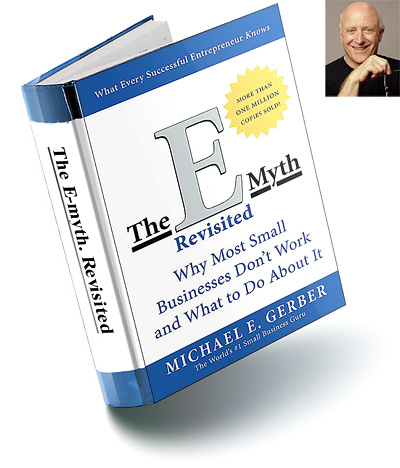 What Every Successful Entrepreneur Knows
MORE THAN
ONE MILLION
COPIES SOLD!
The E Myth
Revisited
Why Most Small
Businesses Don't Work
and What to Do About It
MICHAEL E. GERBER
The World's #1 Small Business Guru
The E-myth. Revisited